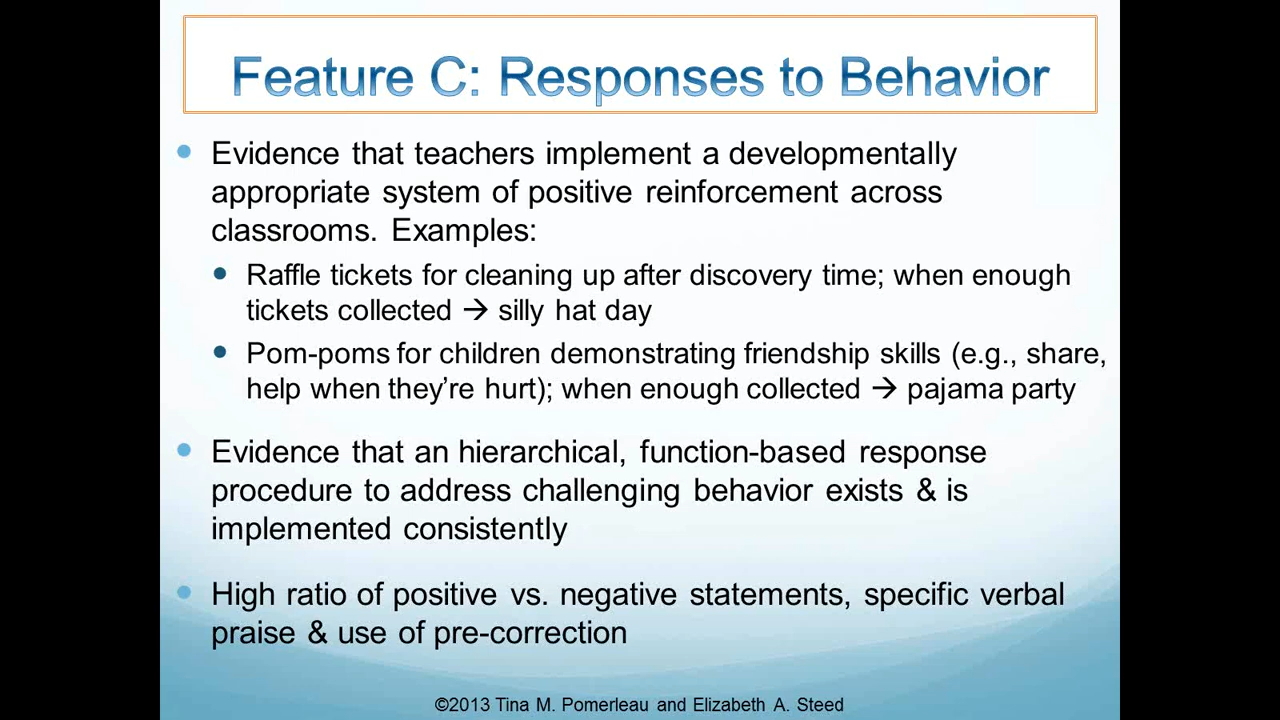 Feature C: Responses to Behavior
• Evidence that teachers implement a developmentally
appropriate system of positive reinforcement across
classrooms. Examples:
• Raffle tickets for cleaning up after discovery time; when enough
tickets collected → silly hat day
• Pom-poms for children demonstrating friendship skills (e.g., share,
help when they’re hurt); when enough collected → pajama party
• Evidence that an hierarchical, function-based response
procedure to address challenging behavior exists & is
implemented consistently
• High ratio of positive vs. negative statements, specific verbal
praise & use of pre-correction
©2013 Tina M. Pomerleau and Elizabeth A. Steed